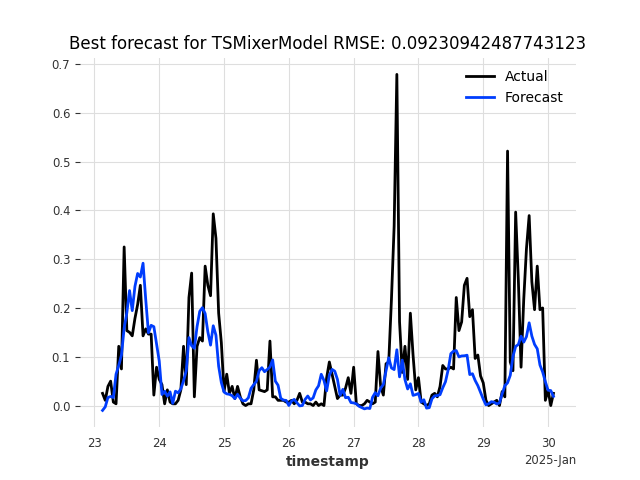 Best forecast for TSMixerModel RMSE: 0.09230942487743123
Actual
Forecast
0.7
0.6
0.5
0.4
0.3
0.2
0.1
0.0
23 24 25 26 27 28 29 30
timestamp
2025-Jan